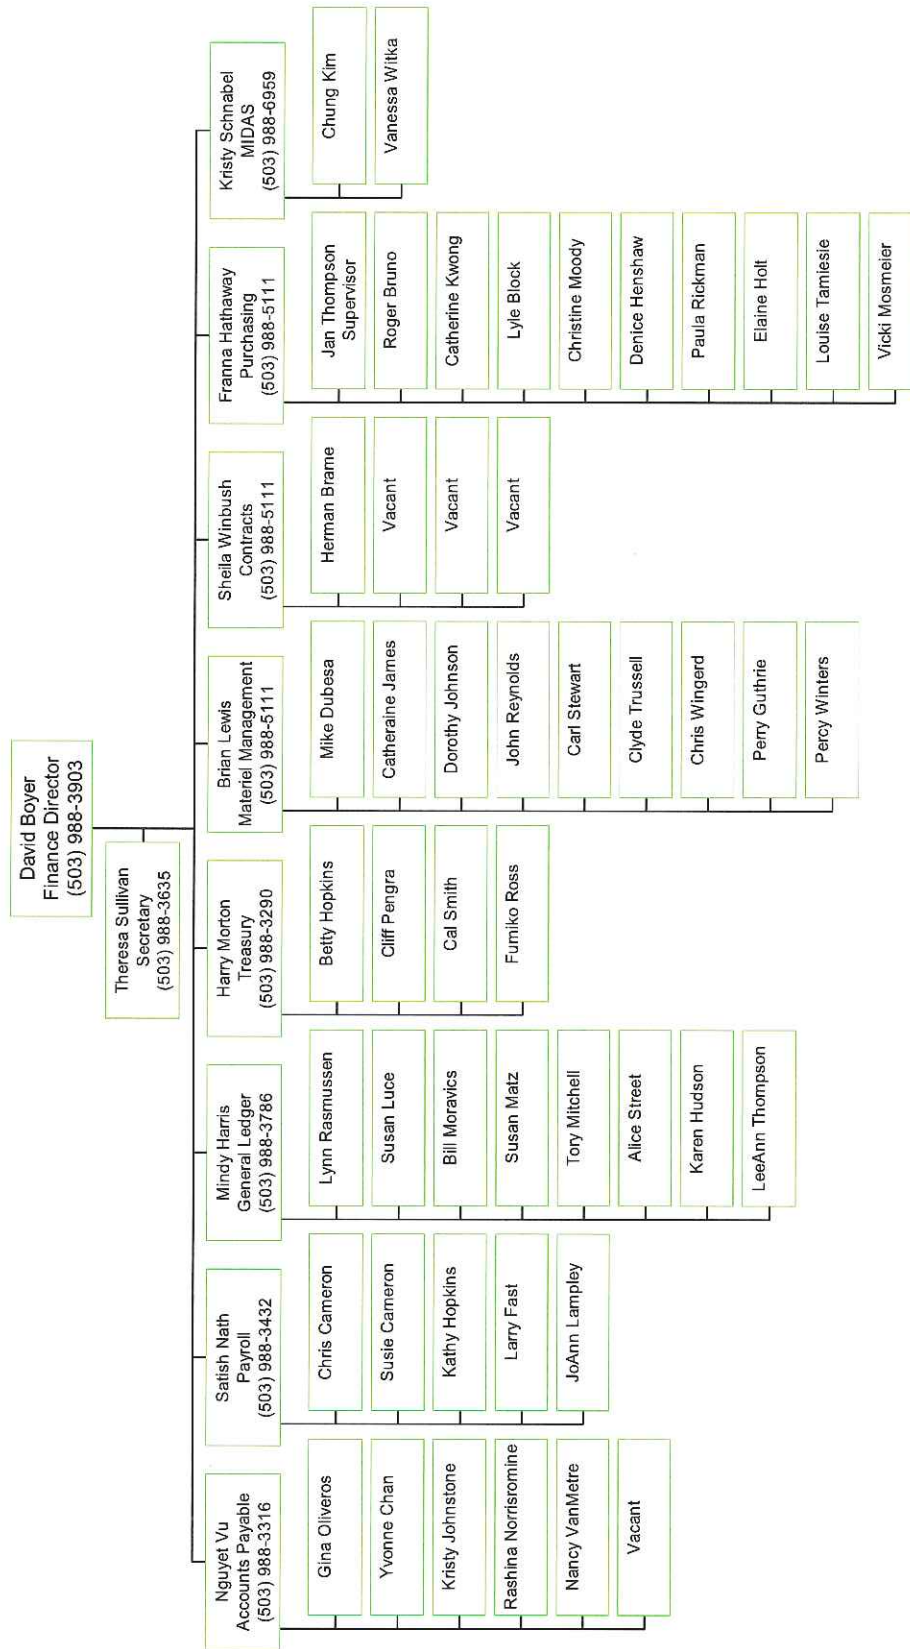 David Boyer
Finance Director
(503) 988-3903
Theresa Sullivan
Secretary
(503) 988-3635
Nguyet Vu
Accounts Payable
(503) 988-3316
Gina Oliveros
Yvonne Chan
Kristy Johnstone
Rashina Norrisromine
Nancy VanMetre
Vacant
Satish Nath
Payroll
(503) 988-3432
Chris Cameron
Susie Cameron
Kathy Hopkins
Larry Fast
JoAnn Lampley
Mindy Harris
General Ledger
(503) 988-3786
Lynn Rasmussen
Susan Luce
Bill Moravics
Susan Matz
Tory Mitchell
Alice Street
Karen Hudson
LeeAnn Thompson
Harry Morton
Treasury
(503) 988-3290
Betty Hopkins
Cliff Pengra
Cal Smith
Fumiko Ross
Brian Lewis
Materiel Management
(503) 988-5111
Mike Dubesa
Catheraine James
Dorothy Johnson
John Reynolds
Carl Stewart
Clyde Trussell
Chris Wingerd
Perry Guthrie
Percy Winters
Sheila Winbush
Contracts
(503) 988-5111
Herman Brame
Vacant
Vacant
Vacant
Franna Hathaway
Purchasing
(503) 988-5111
Jan Thompson
Supervisor
Roger Bruno
Catherine Kwong
Lyle Block
Christine Moody
Denice Henshaw
Paula Rickman
Elaine Holt
Louise Tamlesie
Vicki Mosmeier
Kristy Schnabel
MIDAS
(503) 988-6959
Chung Kim
Vanessa Witka